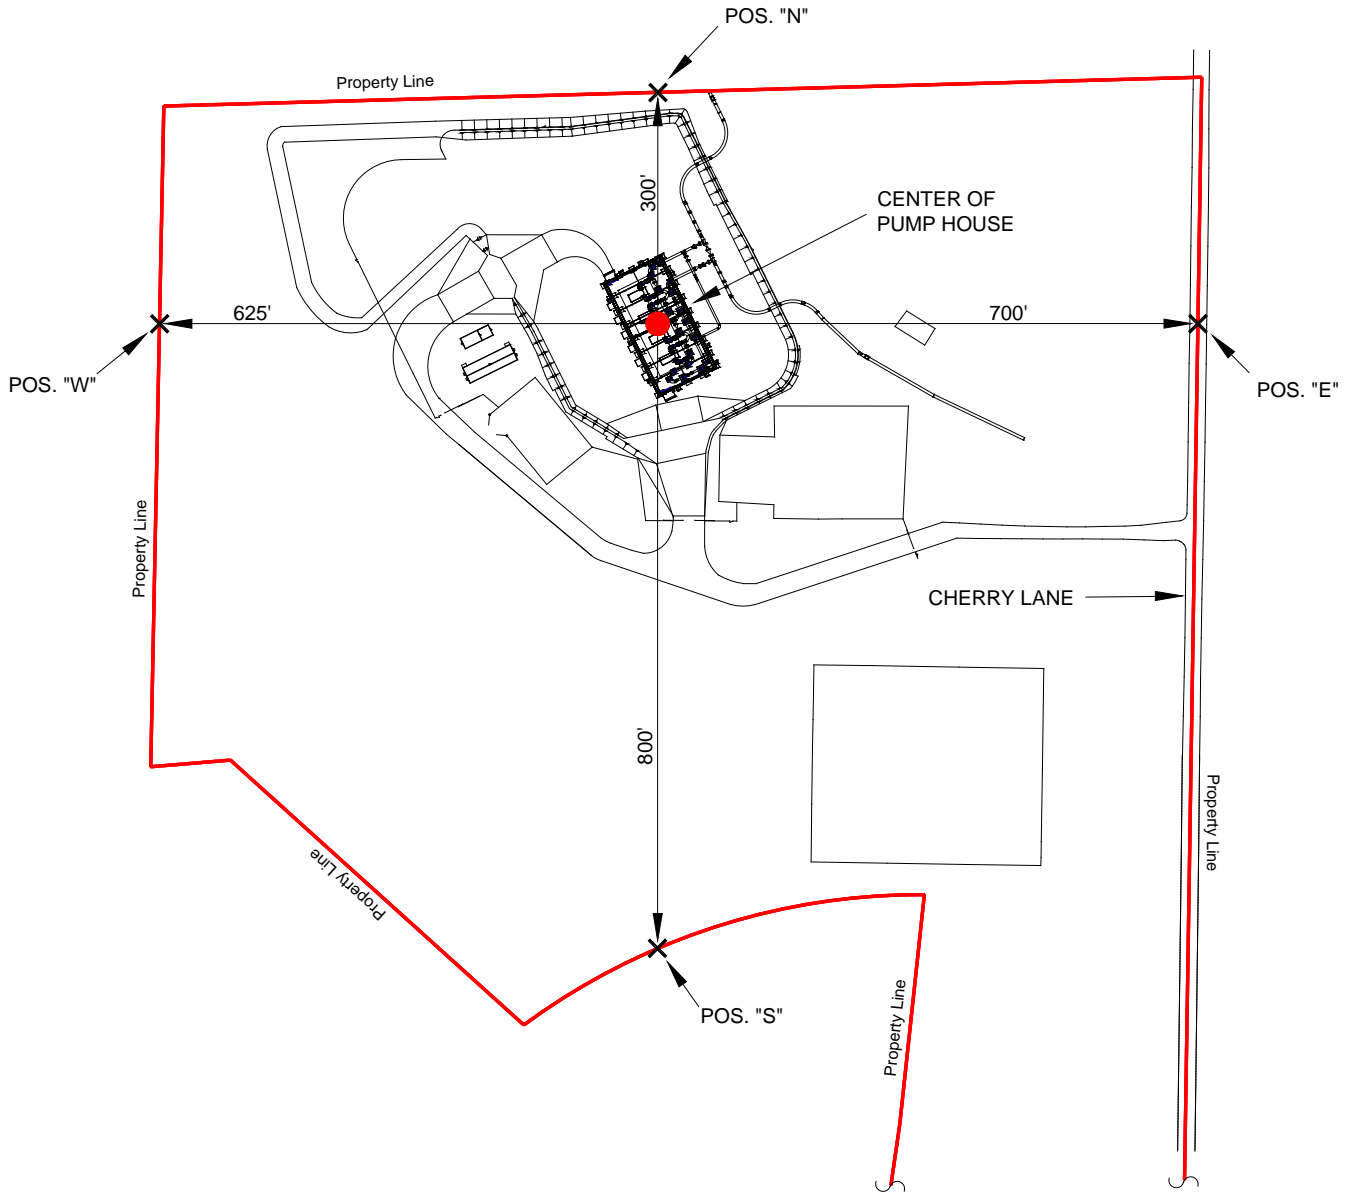 POS. "N"
Property Line
300'
CENTER OF
PUMP HOUSE
625'
700'
POS. "W"
POS. "E"
Property Line
CHERRY LANE
800'
Property Line
Property Line
Property Line
POS. "S"